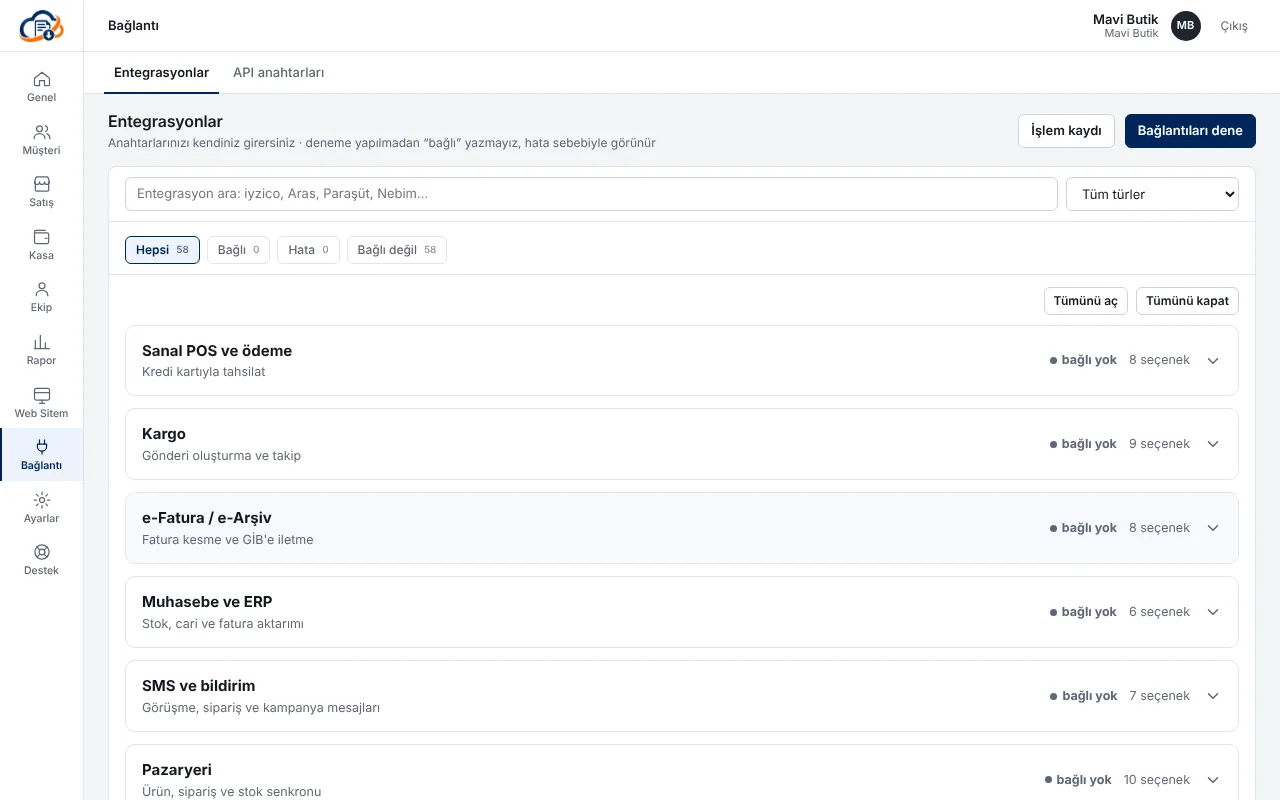 Bağlantı
Mavi Butik
Mavi Butik
MB
Çıkış
Genel
Müşteri
Satış
Kasa
Ekip
Rapor
Web Sitem
Bağlantı
Ayarlar
Destek
Entegrasyonlar
API anahtarları
Entegrasyonlar
Anahtarlarınızı kendiniz girersiniz · deneme yapılmadan “bağlı” yazmayız, hata sebebiyle görünür
İşlem kaydı
Bağlantıları dene
Entegrasyon ara: iyzico, Aras, Paraşüt, Nebim...
Tüm türler
Hepsi 58
Bağlı 0
Hata 0
Bağlı değil 58
Tümünü aç
Tümünü kapat
Sanal POS ve ödeme
Kredi kartıyla tahsilat
bağlı yok 8 seçenek
Kargo
Gönderi oluşturma ve takip
bağlı yok 9 seçenek
e-Fatura / e-Arşiv
Fatura kesme ve GİB'e iletme
bağlı yok 8 seçenek
Muhasebe ve ERP
Stok, cari ve fatura aktarımı
bağlı yok 6 seçenek
SMS ve bildirim
Görüşme, sipariş ve kampanya mesajları
bağlı yok 7 seçenek
Pazaryeri
Ürün, sipariş ve stok senkronu
bağlı yok 10 seçenek